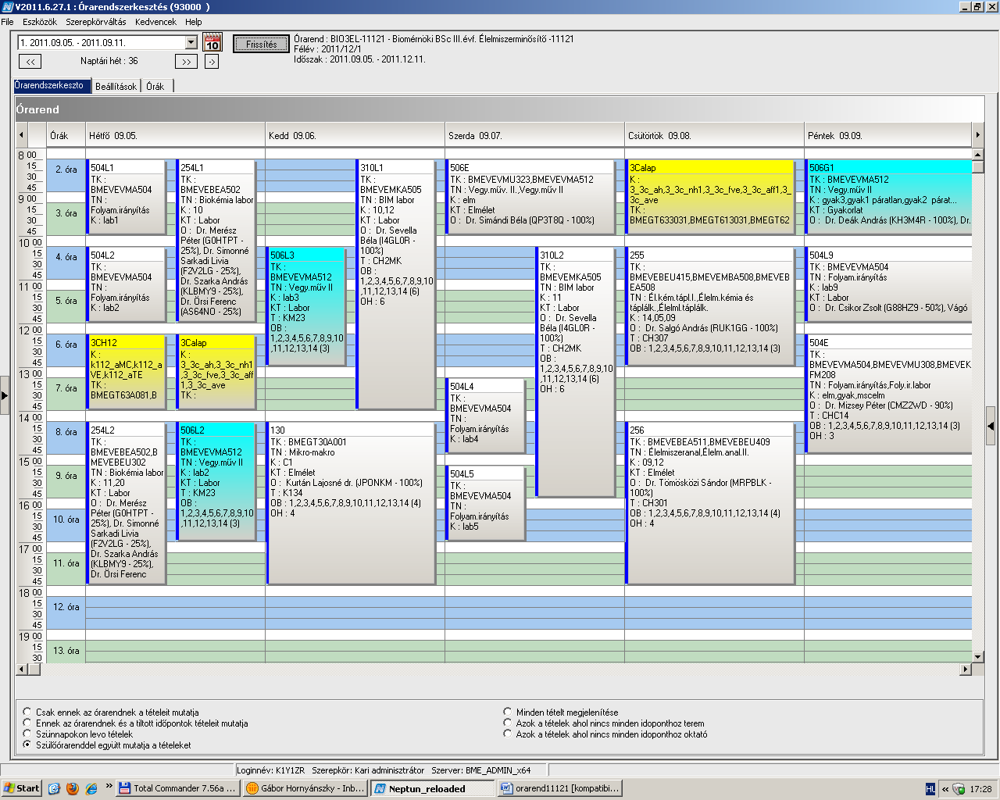 V2011.6.27.1 : Órarendszerkesztés (93000  )
File Eszközök Szerepkörváltás Kedvencek Help
1. 2011.09.05. - 2011.09.11.
10
Frissítés
<< Naptári hét : 36 >> ->
Órarend : BIO3EL-11121 - Biomérnöki BSc III.évf. Élelmiszerminősítő -11121
Félév : 2011/12/1
Időszak : 2011.09.05. - 2011.12.11.
Órarendszerkeszto Beállítások Órák
Órarend
Órák Hétfő 09.05. Kedd 09.06. Szerda 09.07. Csütörtök 09.08. Péntek 09.09.
8 00
15
30
45
9 00
15
30
45
10 00
15
30
45
11 00
15
30
45
12 00
15
30
45
13 00
15
30
45
14 00
15
30
45
15 00
15
30
45
16 00
15
30
45
17 00
15
30
45
18 00
15
30
45
19 00
15
30
2. óra
3. óra
4. óra
5. óra
6. óra
7. óra
8. óra
9. óra
10. óra
11. óra
12. óra
13. óra
504L1
TK :
BMEVEVMA504
TN :
Folyam.irányítás
K : lab1
504L2
TK :
BMEVEVMA504
TN :
Folyam.irányítás
K : lab2
3CH12
K :
k112_aMC,k112_a
VE,k112_aTE
TK :
BMEGT63A081,B
254L2
TK :
BMEVEBEA502,B
MEVEBEU302
TN : Biokémia labor
K : 11,20
KT : Labor
O : Dr. Merész
Péter (G0HTPT -
25%), Dr. Simonné
Sarkadi Livia
(F2V2LG - 25%),
Dr. Szarka András
(KLBMY9 - 25%),
Dr. Örsi Ferenc
254L1
TK :
BMEVEBEA502
TN : Biokémia labor
K : 10
KT : Labor
O : Dr. Merész
Péter (G0HTPT -
25%), Dr. Simonné
Sarkadi Livia
(F2V2LG - 25%),
Dr. Szarka András
(KLBMY9 - 25%),
Dr. Örsi Ferenc
(AS64NO - 25%)
3Calap
K :
3_3c_ah,3_3c_nh1
,3_3c_fve,3_3c_aff
1,3_3c_ave
TK :
506L2
TK :
BMEVEVMA512
TN : Vegy.műv II
K : lab2
KT : Labor
T : KM23
OB :
1,2,3,4,5,6,7,8,9,10
,11,12,13,14 (3)
506L3
TK :
BMEVEVMA512
TN : Vegy.műv II
K : lab3
KT : Labor
T : KM23
OB :
1,2,3,4,5,6,7,8,9,10
,11,12,13,14 (3)
310L1
TK :
BMEVEMKA505
TN : BIM labor
K : 10,12
KT : Labor
O : Dr. Sevella
Béla (I4GL0R -
100%)
T : CH2MK
OB :
1,2,3,4,5,6,7,8,9,10
,11,12,13,14 (6)
OH : 6
130
TK : BMEGT30A001
TN : Mikro-makro
K : C1
KT : Elmélet
O : Kurtán Lajosné dr. (JPONKM - 100%)
T : K134
OB : 1,2,3,4,5,6,7,8,9,10,11,12,13,14 (4)
OH : 4
506E
TK : BMEVEVMU323,BMEVEVMA512
TN : Vegy.műv. II.,Vegy.műv II
K : elm
KT : Elmélet
O : Dr. Simándi Béla (QP3T8Q - 100%)
504L4
TK :
BMEVEVMA504
TN :
Folyam.irányítás
K : lab4
504L5
TK :
BMEVEVMA504
TN :
Folyam.irányítás
K : lab5
310L2
TK :
BMEVEMKA505
TN : BIM labor
K : 11
KT : Labor
O : Dr. Sevella
Béla (I4GL0R -
100%)
T : CH2MK
OB :
1,2,3,4,5,6,7,8,9,10
,11,12,13,14 (6)
OH : 6
3Calap
K :
3_3c_ah,3_3c_nh1,3_3c_fve,3_3c_aff1,3_
3c_ave
TK :
BMEGT633031,BMEGT613031,BMEGT62
255
TK :
BMEVEBEU415,BMEVEMBA508,BMEVEB
EEA508
TN : Él.kém.tápl.I.,Élelm.kémia és
táplálk.,Élelml.táplálk.
K : 14,05,09
O : Dr. Salgó András (RUK1GG - 100%)
T : CH307
OB : 1,2,3,4,5,6,7,8,9,10,11,12,13,14 (3)
256
TK : BMEVEBEA511,BMEVEBEU409
TN : Élelmiszeranal,Élelm.anal.II.
K : 09,12
KT : Elmélet
O : Dr. Tömösközi Sándor (MRPBLK -
100%)
T : CH301
OB : 1,2,3,4,5,6,7,8,9,10,11,12,13,14 (4)
OH : 4
506G1
TK : BMEVEVMA512
TN : Vegy.műv II
K : gyak3,gyak1 páratlan,gyak2 párat...
KT : Gyakorlat
O : Dr. Deák András (KH3M4R - 100%), Dr.
504L9
TK : BMEVEVMA504
TN : Folyam.irányítás
K : lab9
KT : Labor
O : Dr. Csikor Zsolt (G88HZ9 - 50%), Vágó
504E
TK :
BMEVEVMA504,BMEVEVMU308,BMEVEK
FM208
TN : Folyam.irányítás,Foly.ir.labor
K : elm,gyak,mscelm
O : Dr. Mizsey Péter (CMZ2WD - 90%)
T : CHC14
OB : 1,2,3,4,5,6,7,8,9,10,11,12,13,14 (3)
OH : 3
Csak ennek az órarendnek a tételeit mutatja
Ennek az órarendnek és a tiltott időpontok tételeit mutatja
Szünnapokon levo tételek
Szülőórarenddel együtt mutatja a tételeket
Minden tételt megjelenítése
Azok a tételek ahol nincs minden idoponthoz terem
Azok a tételek ahol nincs minden idoponthoz oktató
Loginnév: K1Y1ZR Szerepkör: Kari adminisztrátor Szerver: BME_ADMIN_x64
Start » Total Commander 7.56a ... Gábor Hornyánszky - Inb... Neptun_reloaded orarend11121 [kompatibi... HU « 17:28